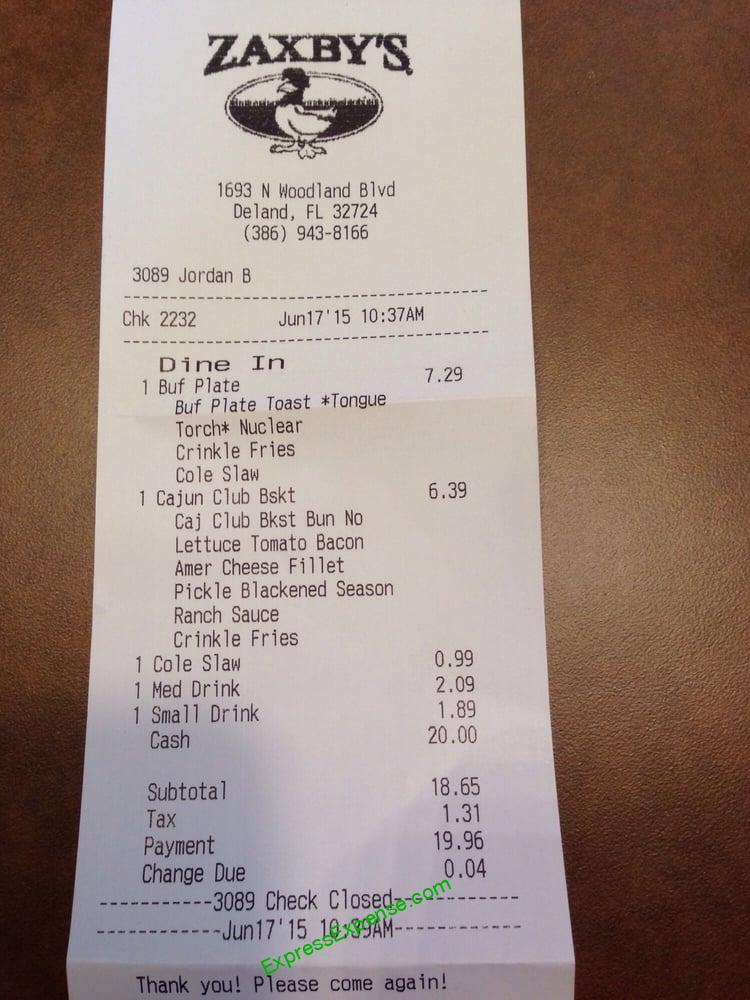 ZAXBY'S
1693 N Woodland Blvd
Deland, FL 32724
(386) 943-8166
3089 Jordan B
Chk 2232 Jun17'15 10:37AM
Dine In
1 Buf Plate 7.29
Buf Plate Toast *Tongue
Torch* Nuclear
Crinkle Fries
Cole Slaw
1 Cajun Club Bskt 6.39
Caj Club Bkst Bun No
Lettuce Tomato Bacon
Amer Cheese Fillet
Pickle Blackened Season
Ranch Sauce
Crinkle Fries
1 Cole Slaw 0.99
1 Med Drink 2.09
1 Small Drink 1.89
Cash 20.00
Subtotal 18.65
Tax 1.31
Payment 19.96
Change Due 0.04
-----------3089 Check Closed------------
------------Jun17'15 10:39AM-------------
ExpressExpense.com
Thank you! Please come again!